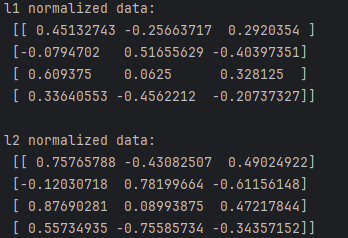 l1 normalized data:
[[ 0.45132743 -0.25663717  0.2920354 ]
[-0.0794702   0.51655629 -0.40397351]
[ 0.609375    0.0625      0.328125  ]
[ 0.33640553 -0.4562212  -0.20737327]]
l2 normalized data:
[[ 0.75765788 -0.43082507  0.49024922]
[-0.12030718  0.78199664 -0.61156148]
[ 0.87690281  0.08993875  0.47217844]
[ 0.55734935 -0.75585734 -0.34357152]]